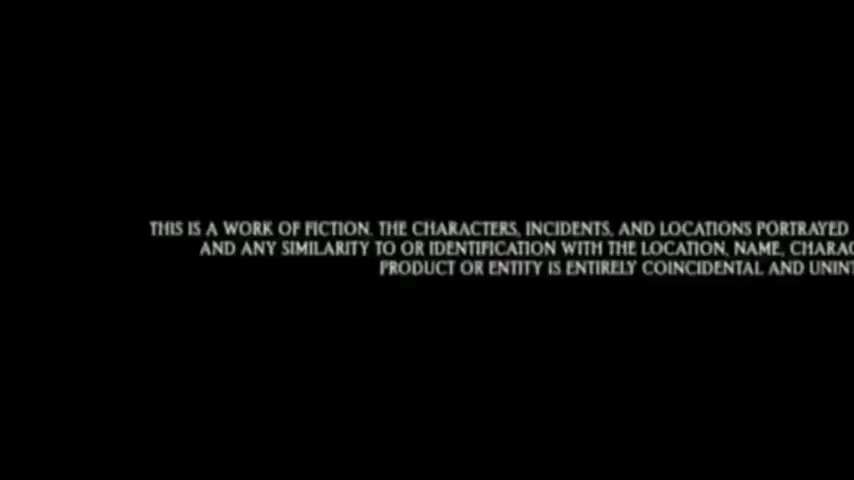 THIS IS A WORK OF FICTION. THE CHARACTERS, INCIDENTS, AND LOCATIONS PORTRAYED
AND ANY SIMILARITY TO OR IDENTIFICATION WITH THE LOCATION, NAME,
PRODUCT OR ENTITY IS ENTIRELY COINCIDENTAL AND